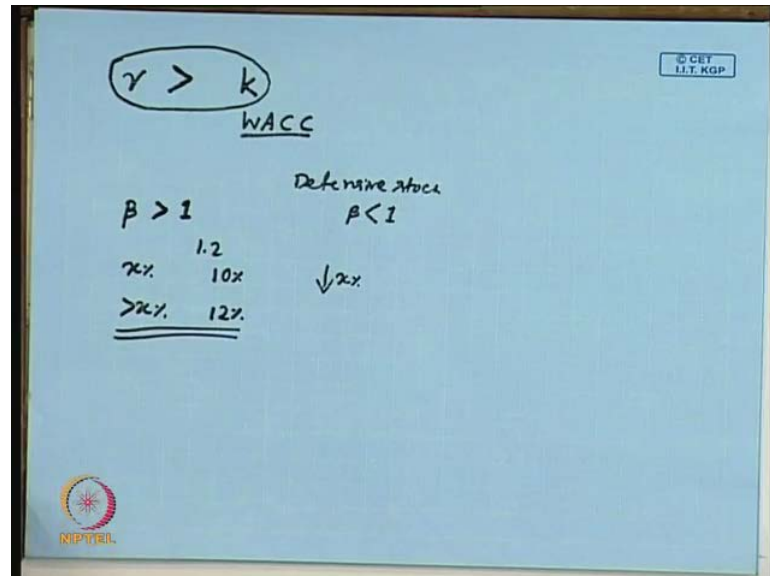 r > k
© CET
I.I.T. KGP
WACC
Defensive stock
β > 1
β < 1
1.2
x% 10%
↓ x%
>x% 12%
NPTEL